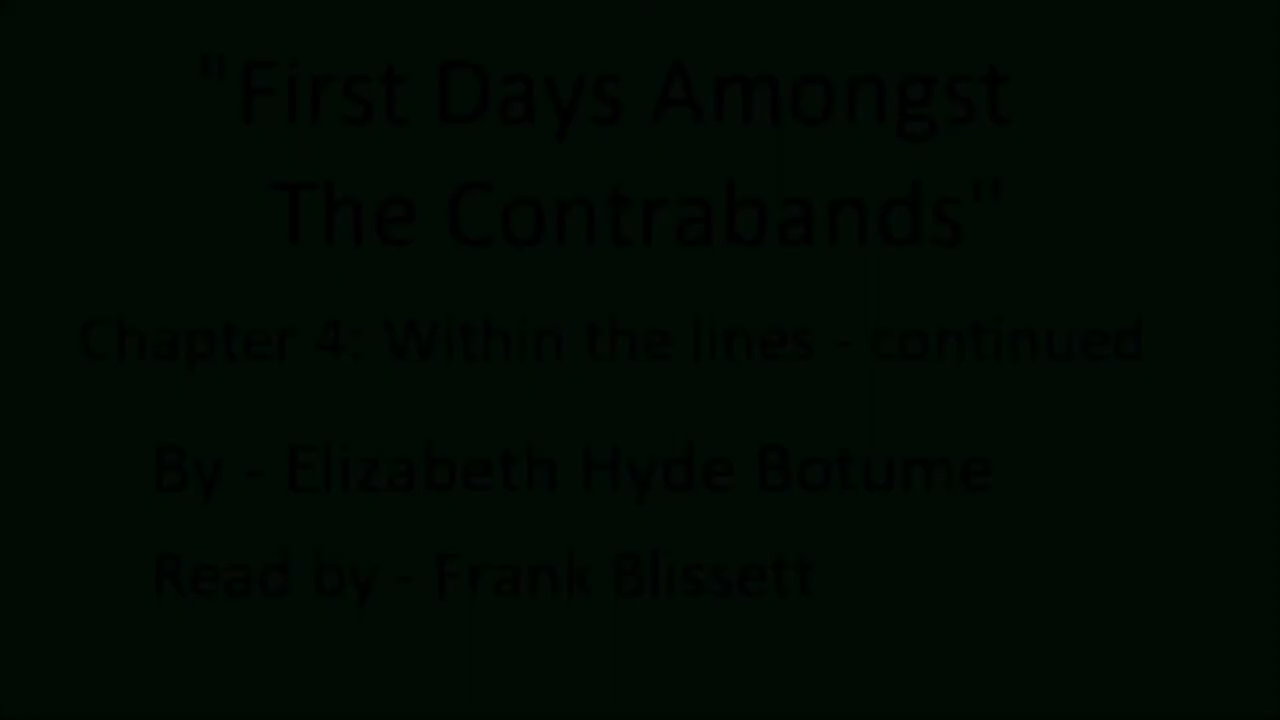 "First Days Amongst
The Contrabands"
Chapter 4: Within the lines - continued
By - Elizabeth Hyde Botume
Read by - Frank Blissett